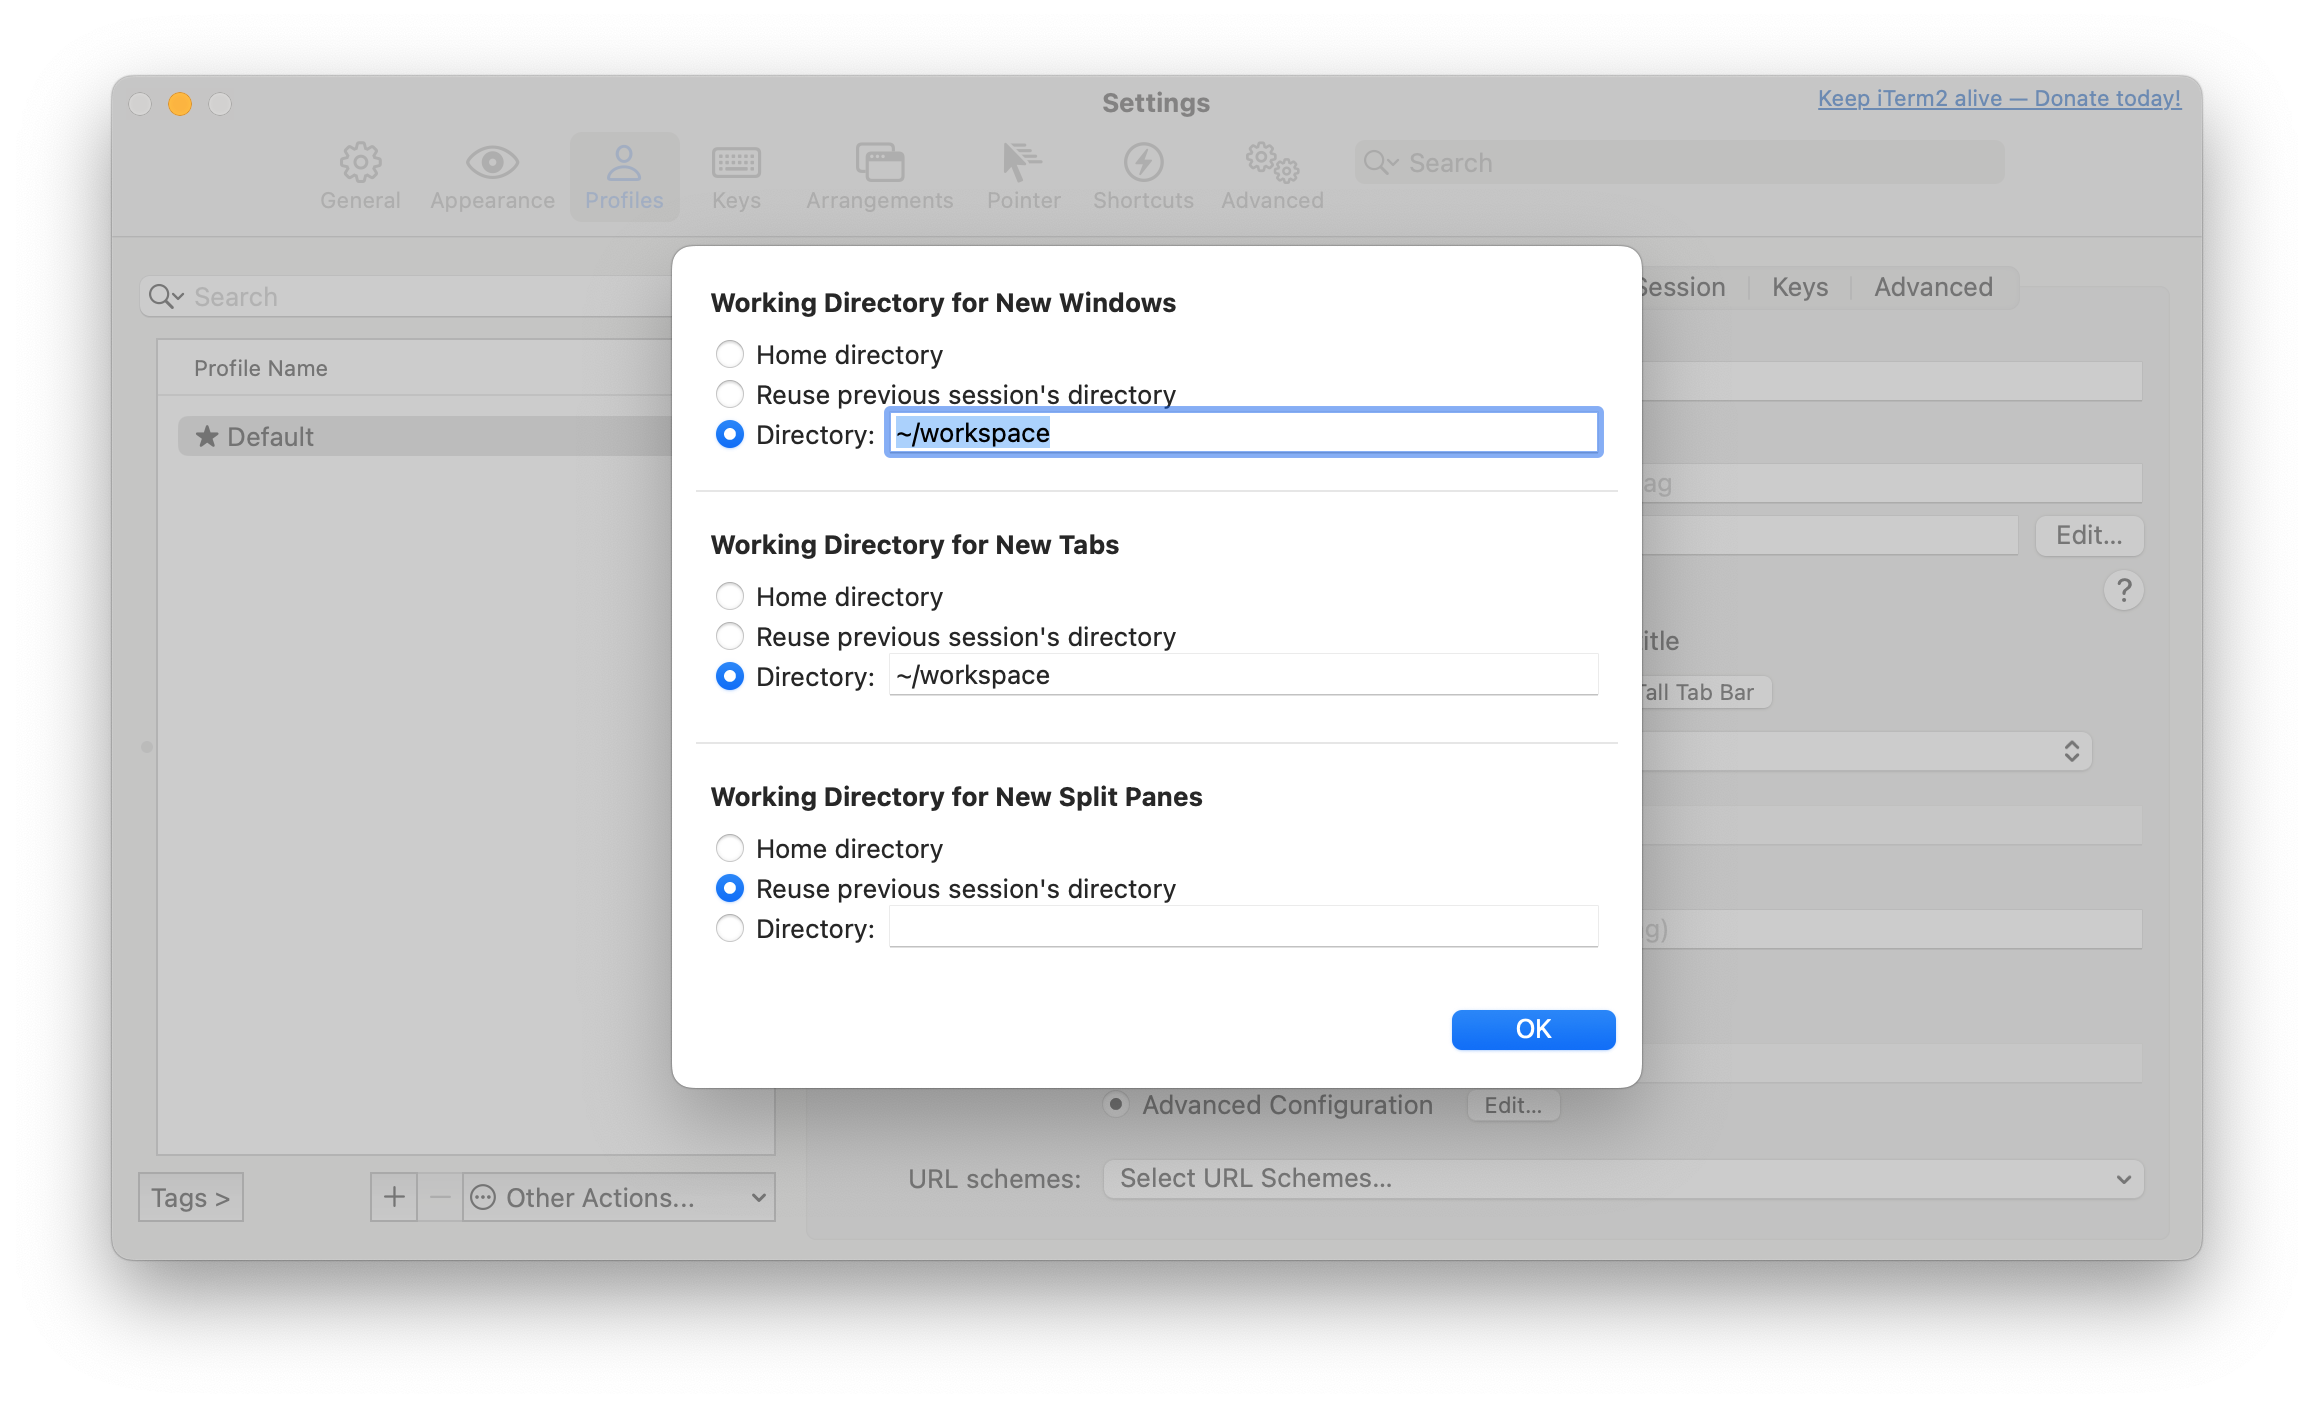 Settings
Keep iTerm2 alive — Donate today!
General
Appearance
Profiles
Keys
Arrangements
Pointer
Shortcuts
Advanced
Search
Search
Profile Name
★ Default
Session
Keys
Advanced
Working Directory for New Windows
Home directory
Reuse previous session's directory
Directory: ~/workspace
Working Directory for New Tabs
Home directory
Reuse previous session's directory
Directory: ~/workspace
Working Directory for New Split Panes
Home directory
Reuse previous session's directory
Directory:
OK
Edit...
?
Tall Tab Bar
Advanced Configuration
Edit...
URL schemes: Select URL Schemes...
Tags >
Other Actions...